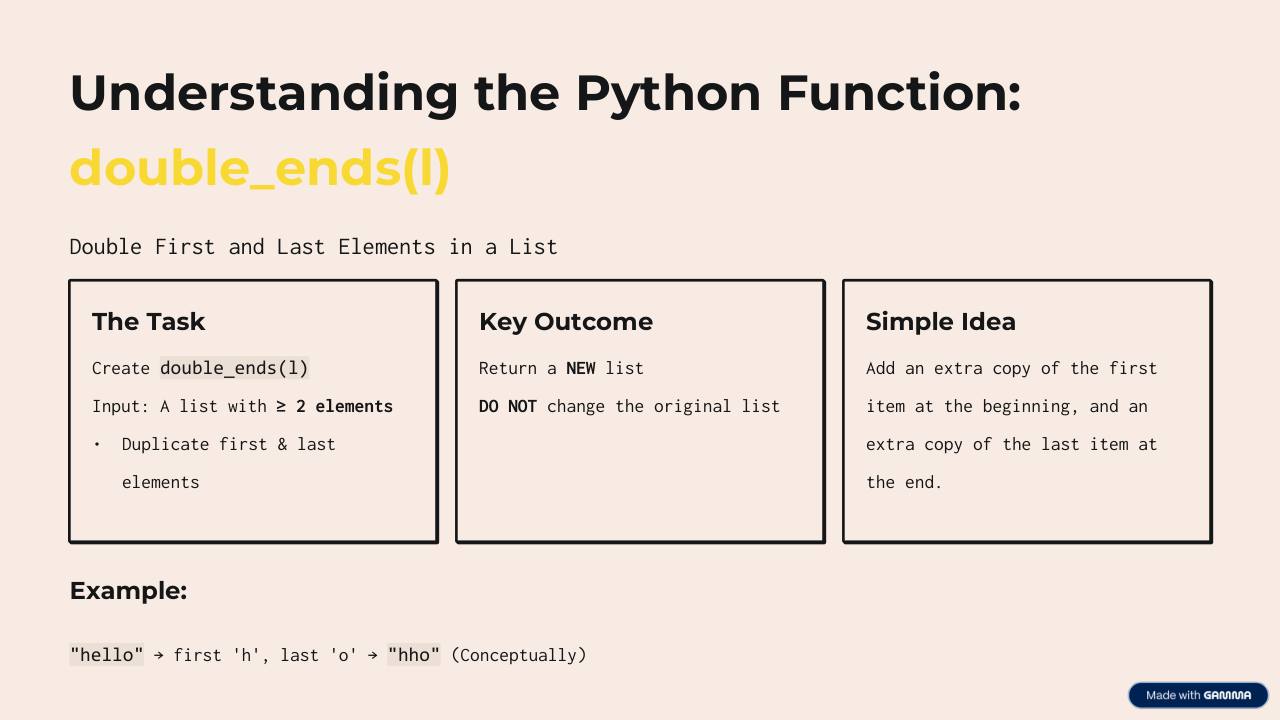 Understanding the Python Function:
double_ends(l)
Double First and Last Elements in a List
The Task
Create double_ends(l)
Input: A list with ≥ 2 elements
• Duplicate first & last
elements
Key Outcome
Return a NEW list
DO NOT change the original list
Simple Idea
Add an extra copy of the first
item at the beginning, and an
extra copy of the last item at
the end.
Example:
"hello" → first 'h', last 'o' → "hho" (Conceptually)
Made with GAMMA